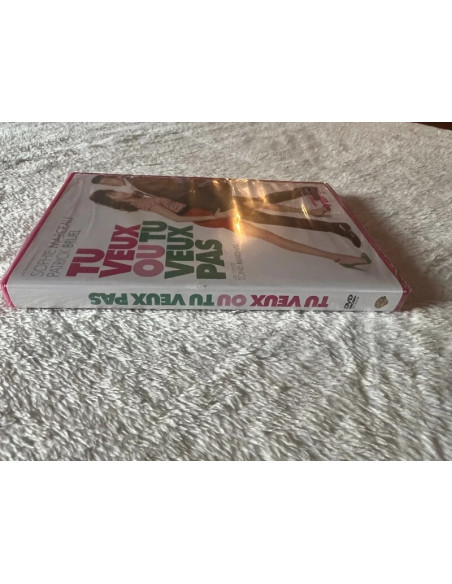 SOPHIE MARCEAU
PATRICK BRUEL
TU
VEUX
OU TU
VEUX
PAS
TU VEUX OU TU VEUX PAS
DVD